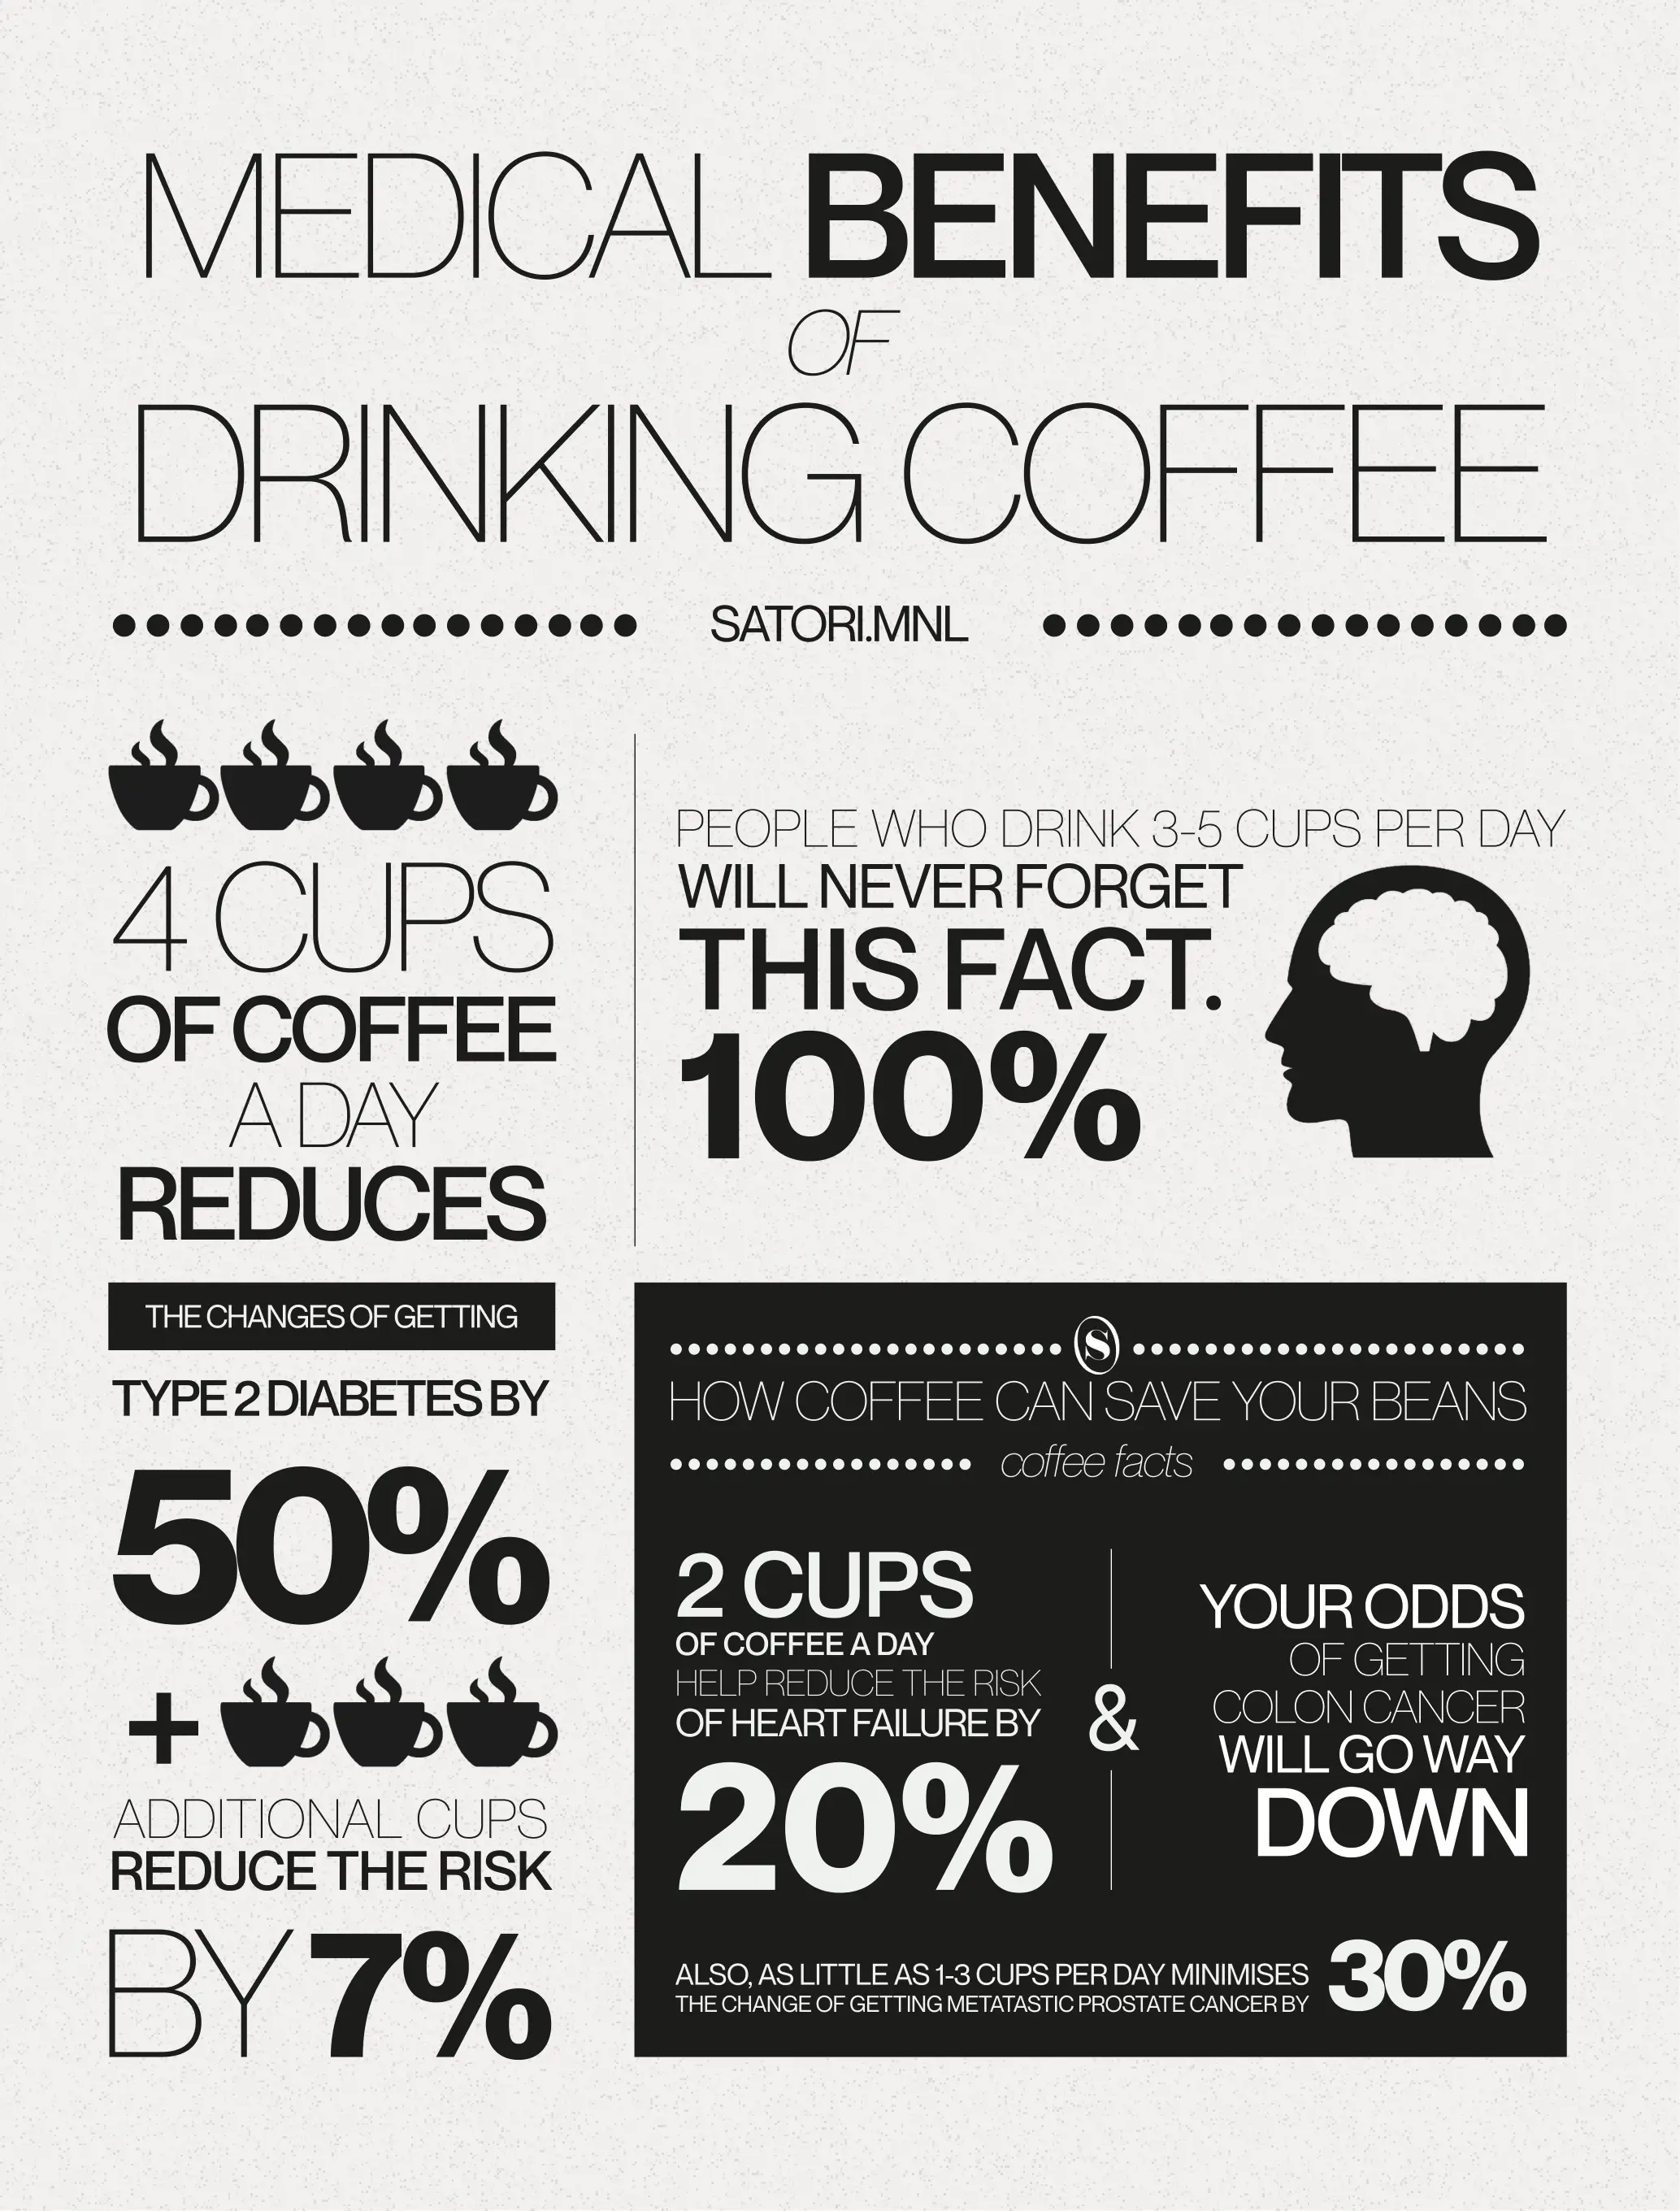 MEDICAL BENEFITS
OF
DRINKING COFFEE
SATORI.MNL
4 CUPS
OF COFFEE
A DAY
REDUCES
THE CHANGES OF GETTING
TYPE 2 DIABETES BY
50%
+
ADDITIONAL CUPS
REDUCE THE RISK
BY 7%
PEOPLE WHO DRINK 3-5 CUPS PER DAY
WILL NEVER FORGET
THIS FACT.
100%
S
HOW COFFEE CAN SAVE YOUR BEANS
coffee facts
2 CUPS
OF COFFEE A DAY
HELP REDUCE THE RISK
OF HEART FAILURE BY
20%
&
YOUR ODDS
OF GETTING
COLON CANCER
WILL GO WAY
DOWN
ALSO, AS LITTLE AS 1-3 CUPS PER DAY MINIMISES
THE CHANGE OF GETTING METATASTIC PROSTATE CANCER BY
30%